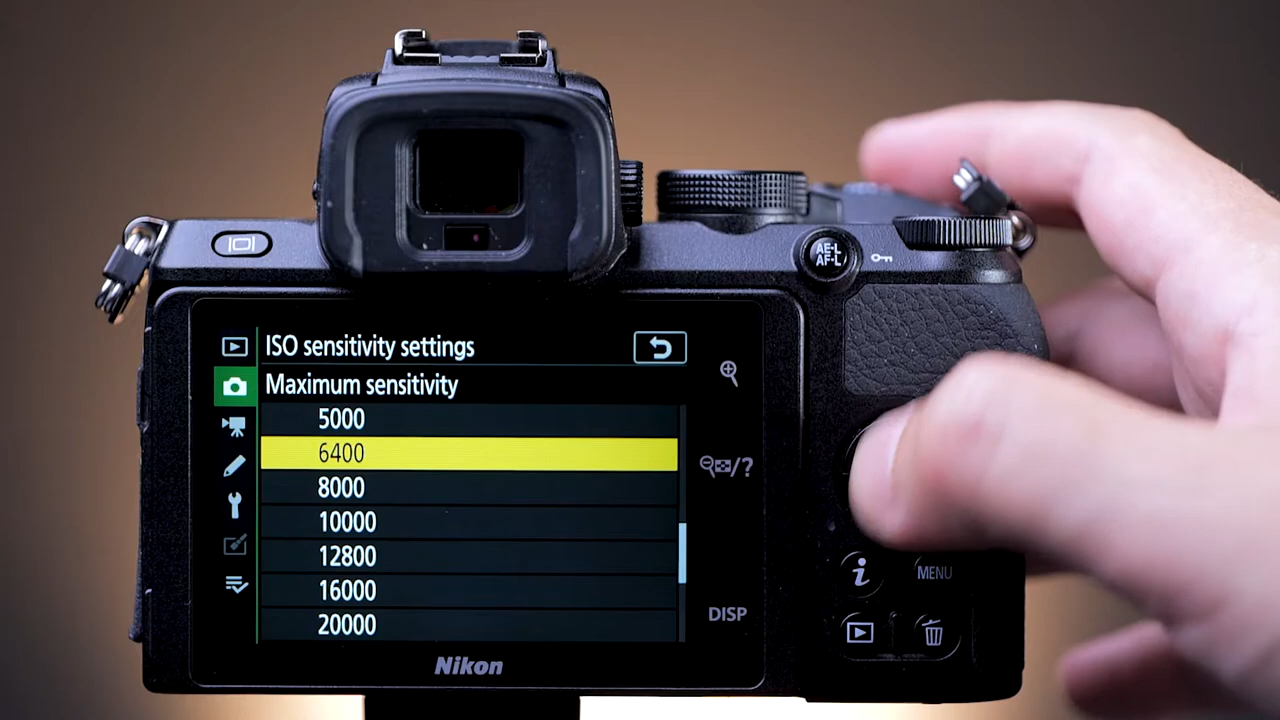 AE-L
AF-L
ISO sensitivity settings
Maximum sensitivity
5000
6400
8000
10000
12800
16000
20000
/?
DISP
i
MENU
Nikon